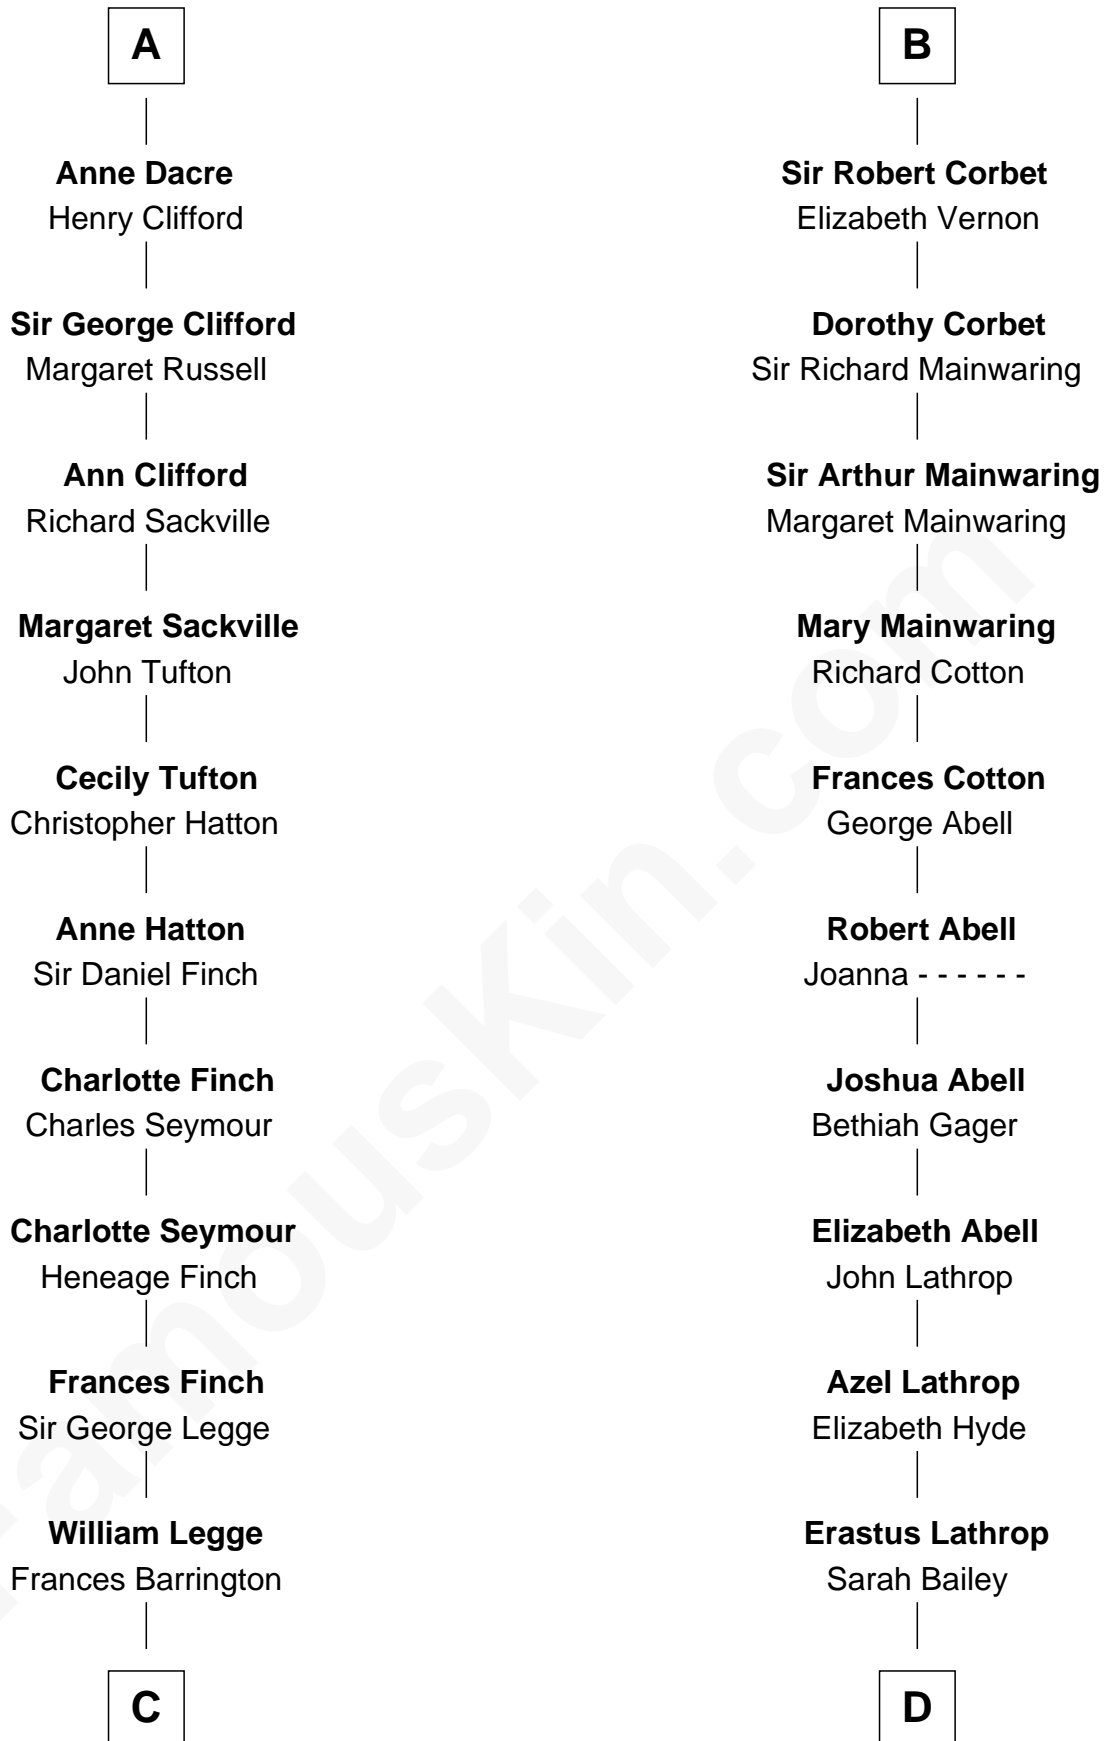 A
Anne Dacre
Henry Clifford
Sir George Clifford
Margaret Russell
Ann Clifford
Richard Sackville
Margaret Sackville
John Tufton
Cecily Tufton
Christopher Hatton
Anne Hatton
Sir Daniel Finch
Charlotte Finch
Charles Seymour
Charlotte Seymour
Heneage Finch
Frances Finch
Sir George Legge
William Legge
Frances Barrington
C
B
Sir Robert Corbet
Elizabeth Vernon
Dorothy Corbet
Sir Richard Mainwaring
Sir Arthur Mainwaring
Margaret Mainwaring
Mary Mainwaring
Richard Cotton
Frances Cotton
George Abell
Robert Abell
Joanna - - - - - -
Joshua Abell
Bethiah Gager
Elizabeth Abell
John Lathrop
Azel Lathrop
Elizabeth Hyde
Erastus Lathrop
Sarah Bailey
D
FamousKin.com